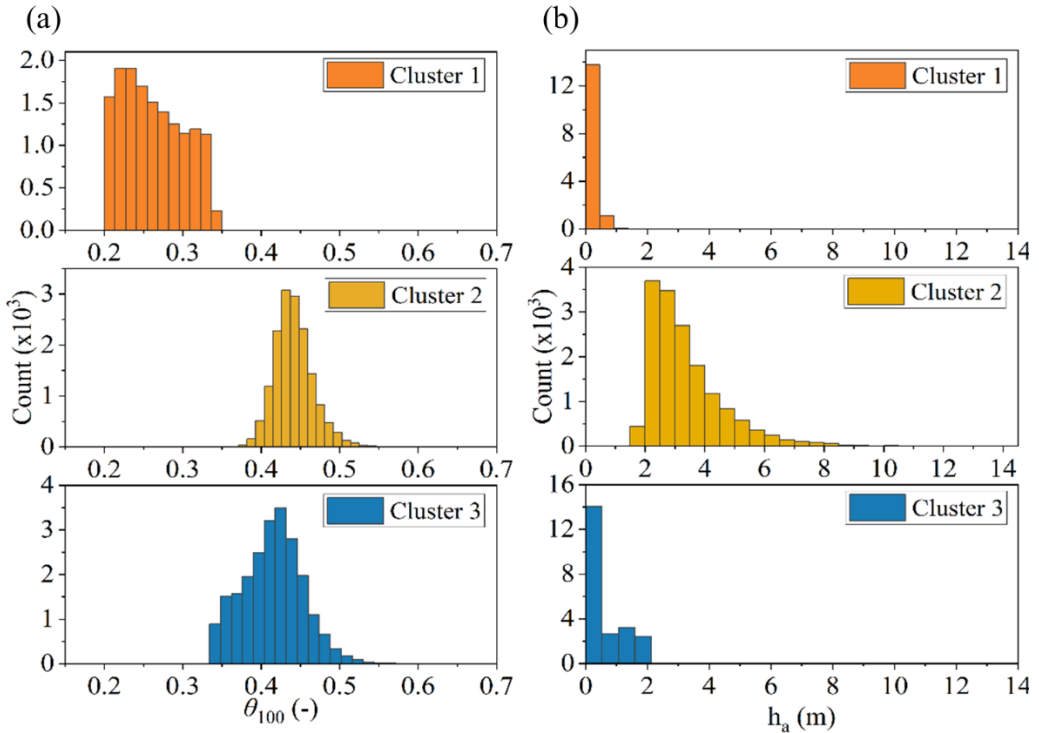 (a)
2.0
1.5
1.0
0.5
0.0
Cluster 1
0.2 0.3 0.4 0.5 0.6 0.7
3
2
1
0
Cluster 2
0.2 0.3 0.4 0.5 0.6 0.7
Count (x10³)
4
3
2
1
0
Cluster 3
0.2 0.3 0.4 0.5 0.6 0.7
θ₁₀₀ (-)
(b)
12
8
4
0
Cluster 1
0 2 4 6 8 10 12 14
4
3
2
1
0
Cluster 2
0 2 4 6 8 10 12 14
Count (x10³)
16
12
8
4
0
Cluster 3
0 2 4 6 8 10 12 14
hₐ (m)